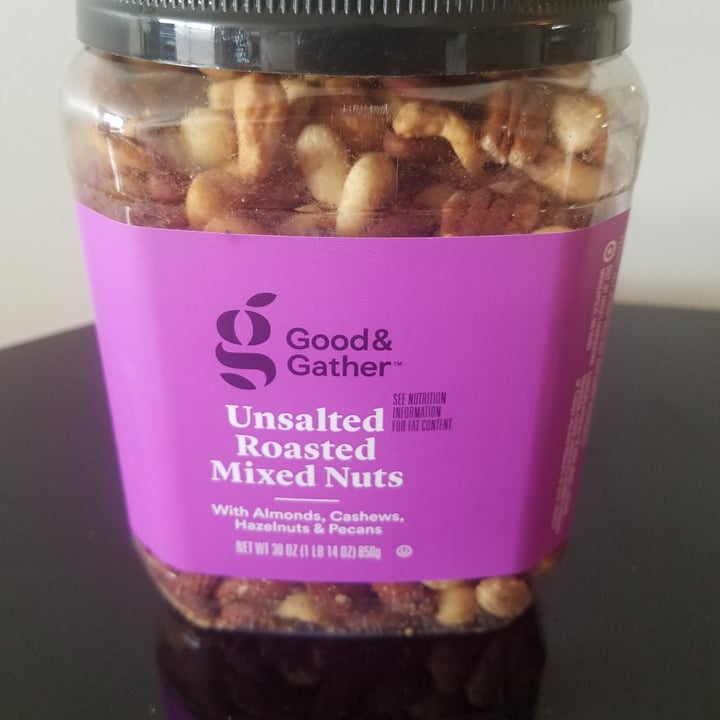 Good&
Gather™
Unsalted
Roasted
Mixed Nuts
SEE NUTRITION
INFORMATION
FOR FAT CONTENT
With Almonds, Cashews,
Hazelnuts & Pecans
NET WT 30 OZ (1 LB 14 OZ) 850g